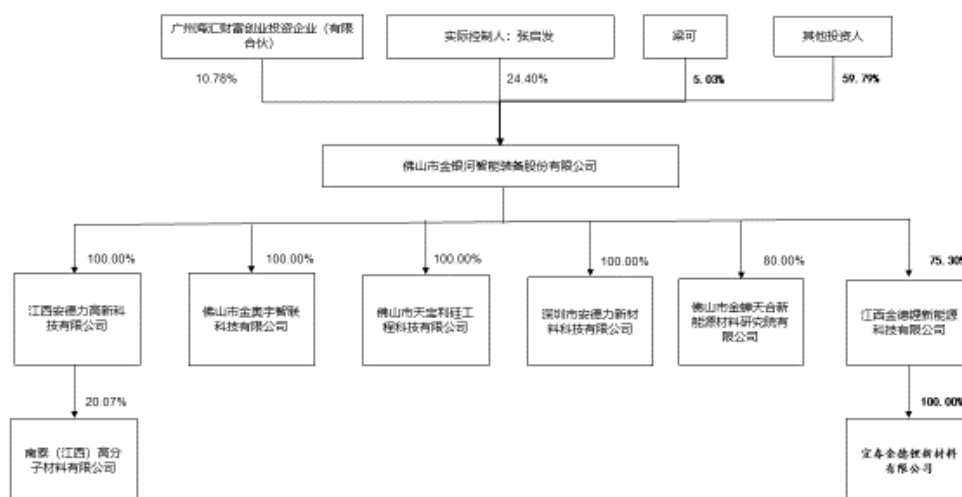 广州海汇财富创业投资企业（有限
合伙）
实际控制人：张启发
梁可
其他投资人
10.78%
24.40%
5.03%
59.79%
佛山市金银河智能装备股份有限公司
100.00%
100.00%
100.00%
100.00%
80.00%
75.30%
江西安德力高新科
技有限公司
佛山市金奥宇智联
科技有限公司
佛山市天宝利硅工
程科技有限公司
深圳市安德力新材
料科技有限公司
佛山市金蝉天合新
能源材料研究院有
限公司
江西金德锂新能源
科技有限公司
20.07%
100.00%
南泰（江西）高分
子材料有限公司
宜春金德锂新材料
有限公司